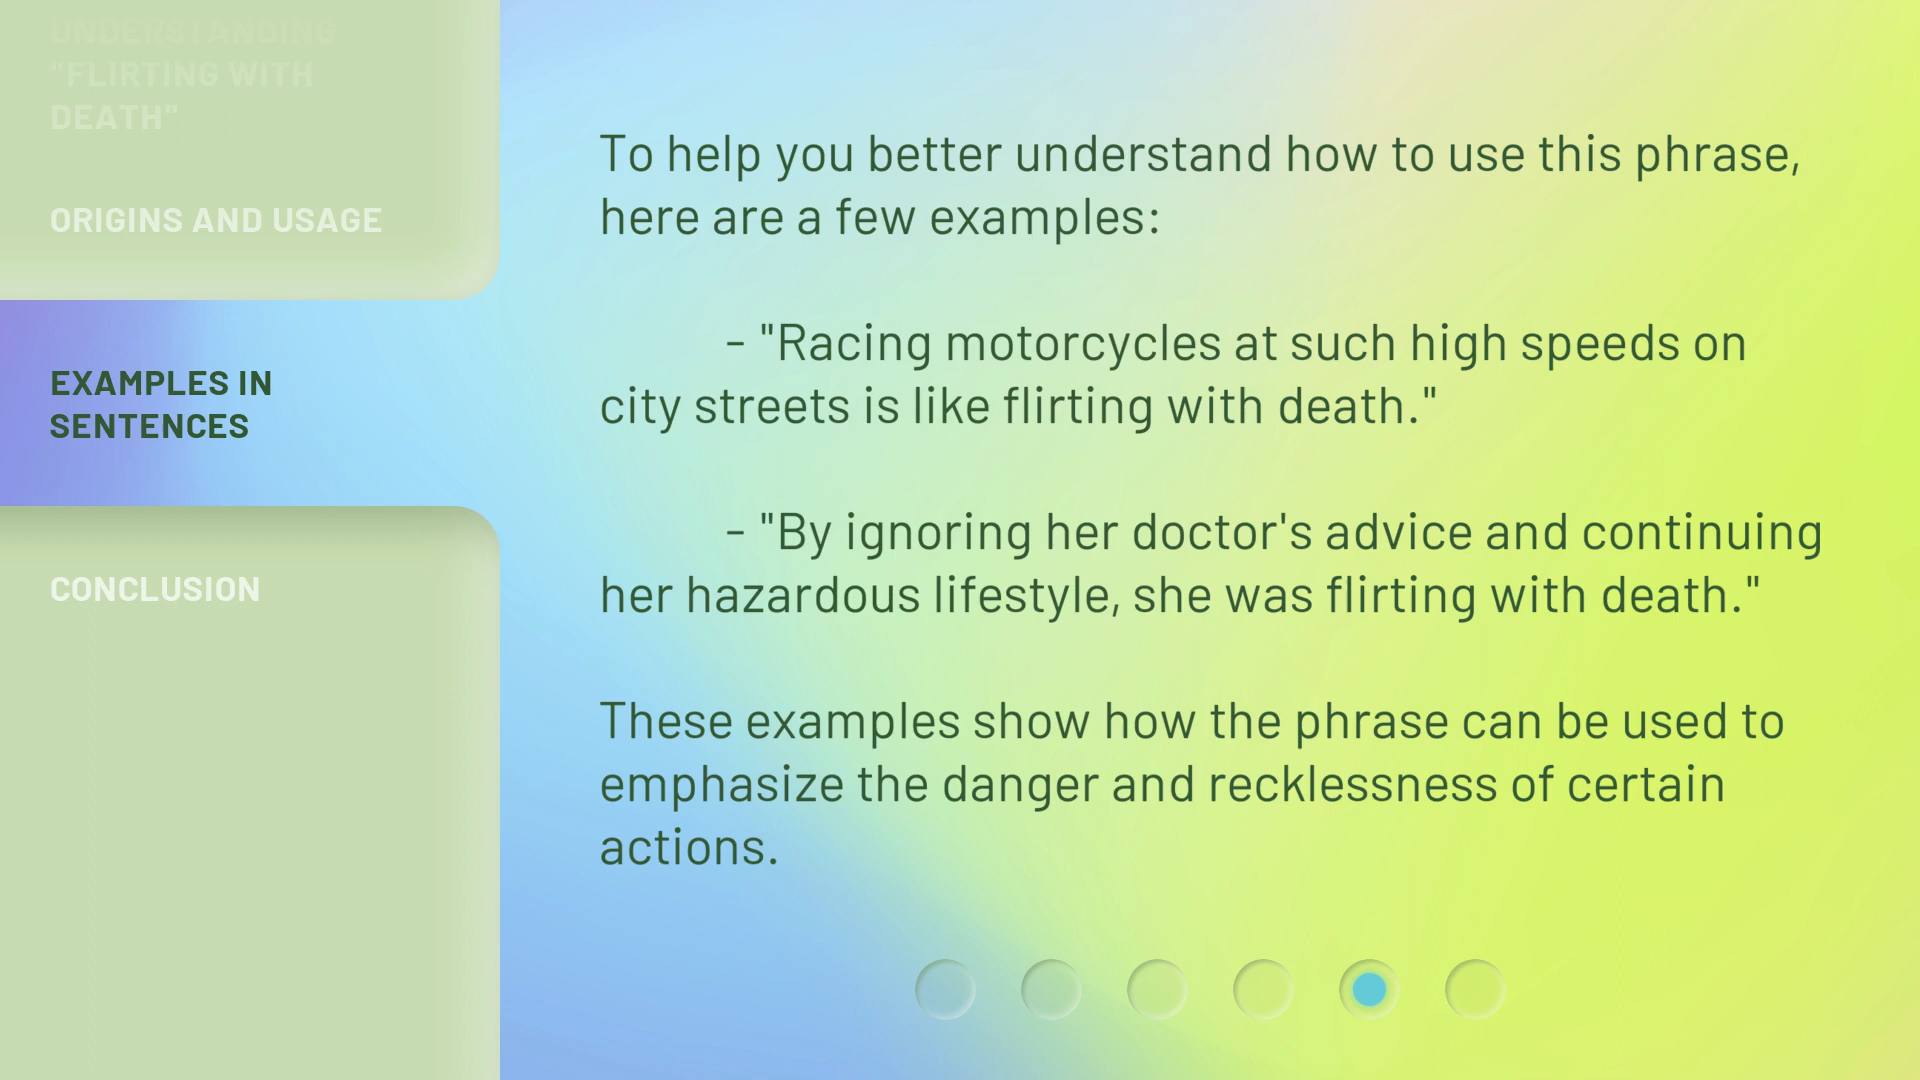 UNDERSTANDING
"FLIRTING WITH
DEATH"
ORIGINS AND USAGE
EXAMPLES IN
SENTENCES
CONCLUSION
To help you better understand how to use this phrase,
here are a few examples:
- "Racing motorcycles at such high speeds on
city streets is like flirting with death."
- "By ignoring her doctor's advice and continuing
her hazardous lifestyle, she was flirting with death."
These examples show how the phrase can be used to
emphasize the danger and recklessness of certain
actions.